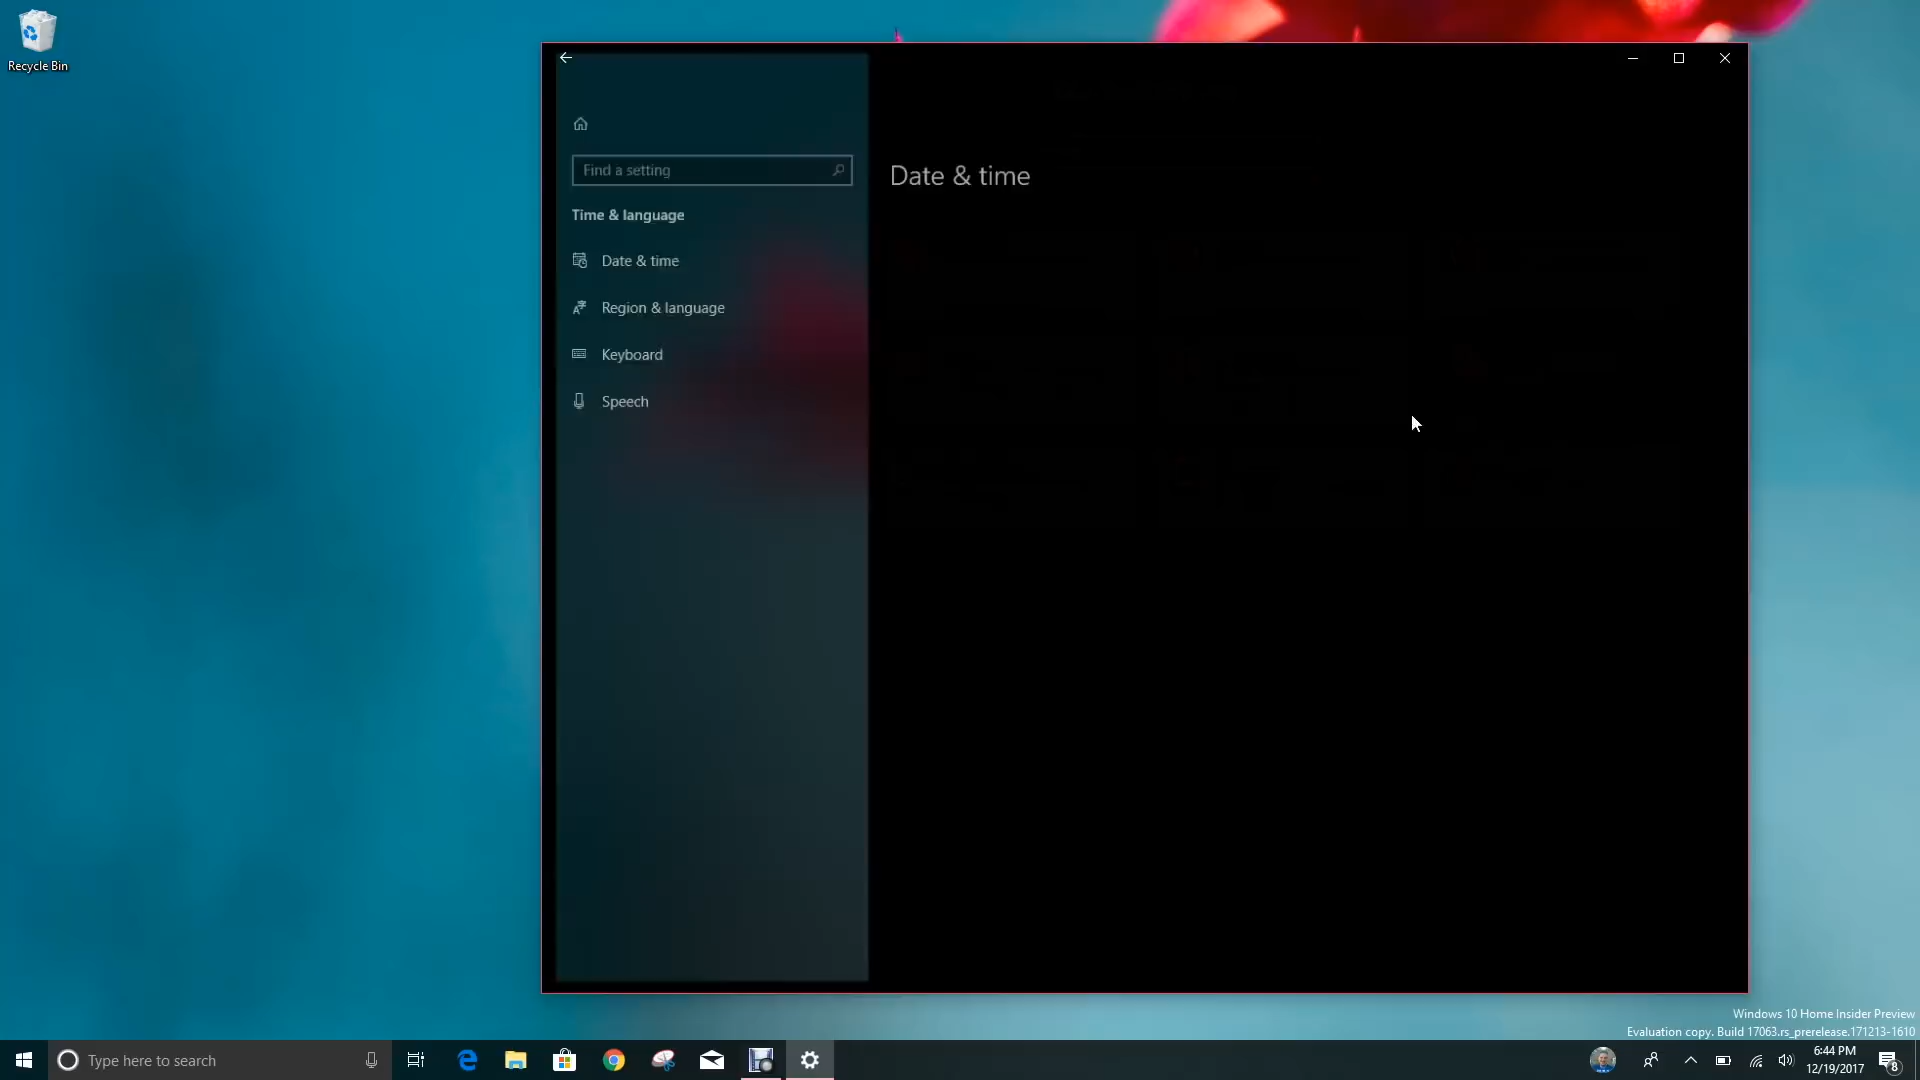 Recycle Bin
Find a setting
Date & time
Time & language
Date & time
Region & language
Keyboard
Speech
Windows 10 Home Insider Preview
Evaluation copy. Build 17063.rs_prerelease.171213-1610
Type here to search
6:44 PM
12/19/2017
8